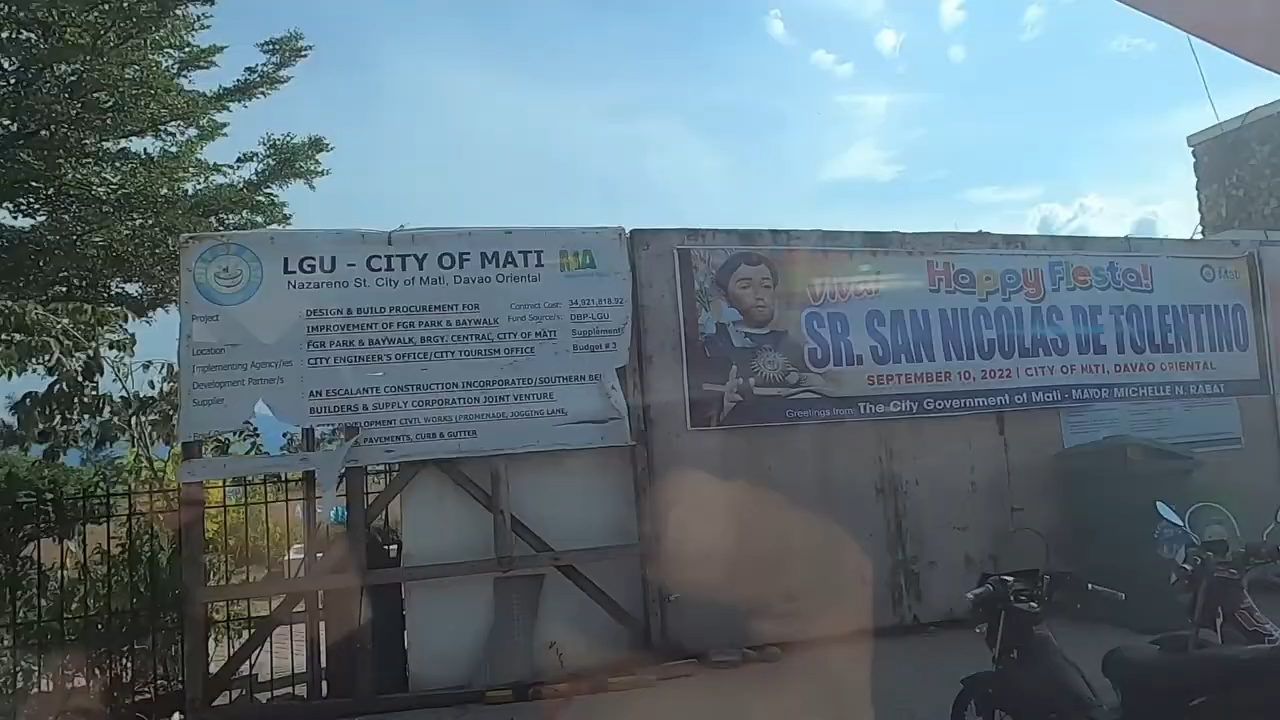 LGU - CITY OF MATI
Nazareno St. City of Mati, Davao Oriental
Project
DESIGN & BUILD PROCUREMENT FOR
IMPROVEMENT OF FGR PARK & BAYWALK
Contract Cost: 34,921,818.92
Fund Source/s: DBP-LGU
Supplement
Budget # 3
Location
FGR PARK & BAYWALK, BRGY. CENTRAL, CITY OF MATI
Implementing Agency/ies
CITY ENGINEER'S OFFICE/CITY TOURISM OFFICE
Development Partner/s
Supplier
AN ESCALANTE CONSTRUCTION INCORPORATED/SOUTHERN BE
BUILDERS & SUPPLY CORPORATION JOINT VENTURE
DEVELOPMENT CIVIL WORKS (PROMENADE, JOGGING LANE,
PAVEMENTS, CURB & GUTTER
Viva! Happy Fiesta!
SR. SAN NICOLAS DE TOLENTINO
SEPTEMBER 10, 2022 | CITY OF MATI, DAVAO ORIENTAL
Greetings from: The City Government of Mati - MAYOR MICHELLE N. RABAT